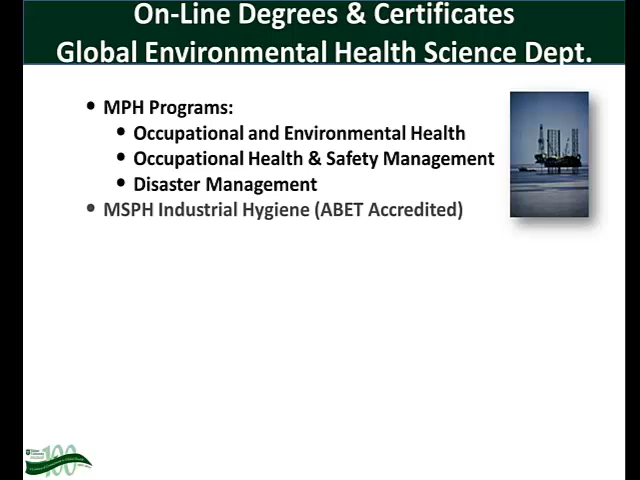 On-Line Degrees & Certificates
Global Environmental Health Science Dept.
• MPH Programs:
• Occupational and Environmental Health
• Occupational Health & Safety Management
• Disaster Management
• MSPH Industrial Hygiene (ABET Accredited)
100